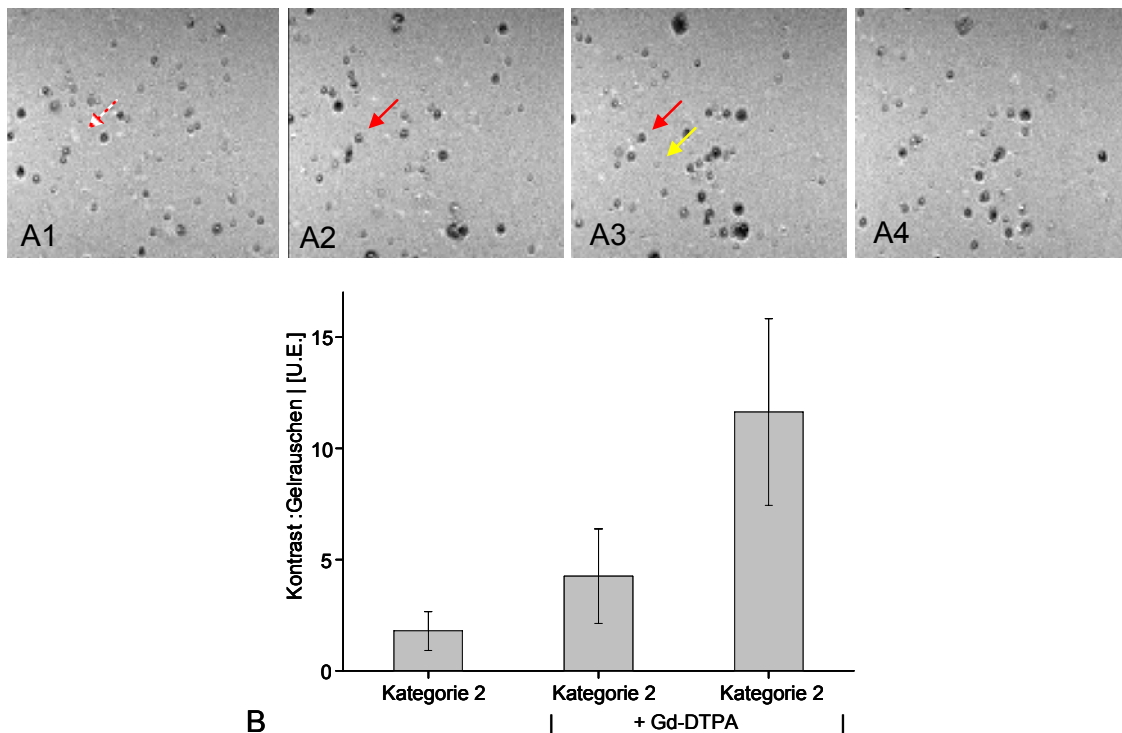 A1 A2 A3 A4
Kontrast :Gelrauschen | [U.E.]
15
10
5
0
Kategorie 2 Kategorie 2 Kategorie 2
B | + Gd-DTPA |